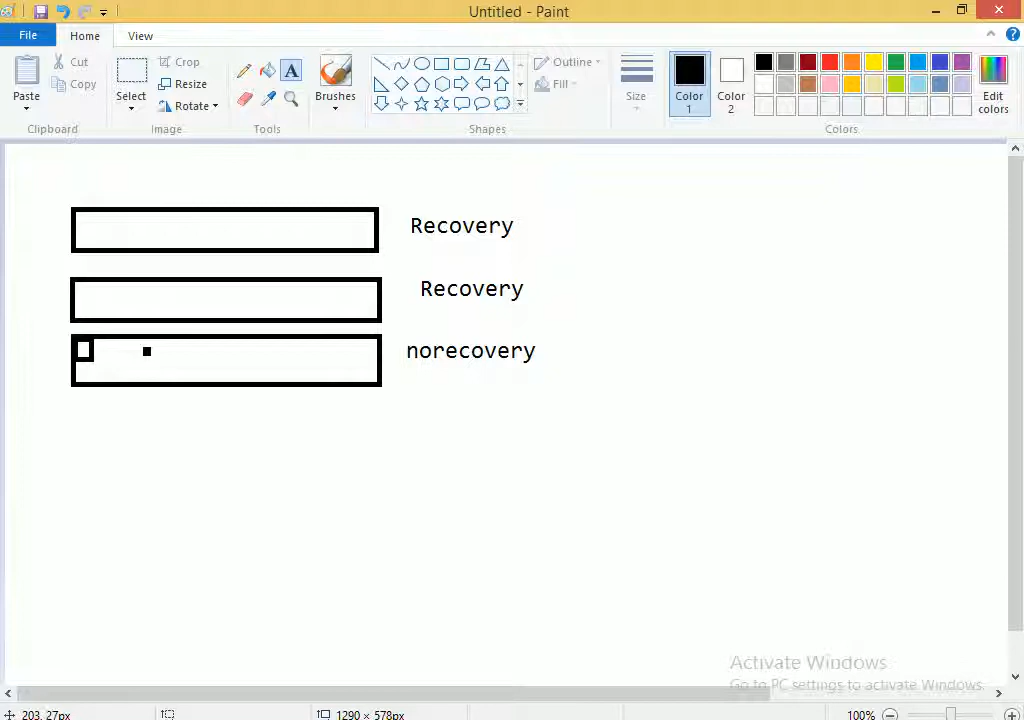 Untitled - Paint
File
Home
View
Paste
Cut
Copy
Clipboard
Select
Crop
Resize
Rotate
Image
A
Tools
Brushes
Shapes
Outline
Fill
Size
Color 1
Color 2
Edit colors
Colors
Recovery
Recovery
norecovery
Activate Windows
Go to PC settings to activate Windows.
203, 27px
1290 × 578px
100%